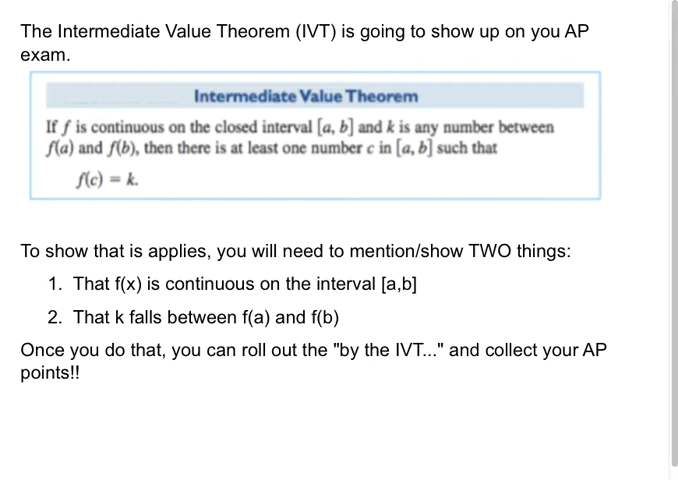 The Intermediate Value Theorem (IVT) is going to show up on you AP
exam.
Intermediate Value Theorem
If f is continuous on the closed interval [a, b] and k is any number between
f(a) and f(b), then there is at least one number c in [a, b] such that
f(c) = k.
To show that is applies, you will need to mention/show TWO things:
1. That f(x) is continuous on the interval [a,b]
2. That k falls between f(a) and f(b)
Once you do that, you can roll out the "by the IVT..." and collect your AP
points!!